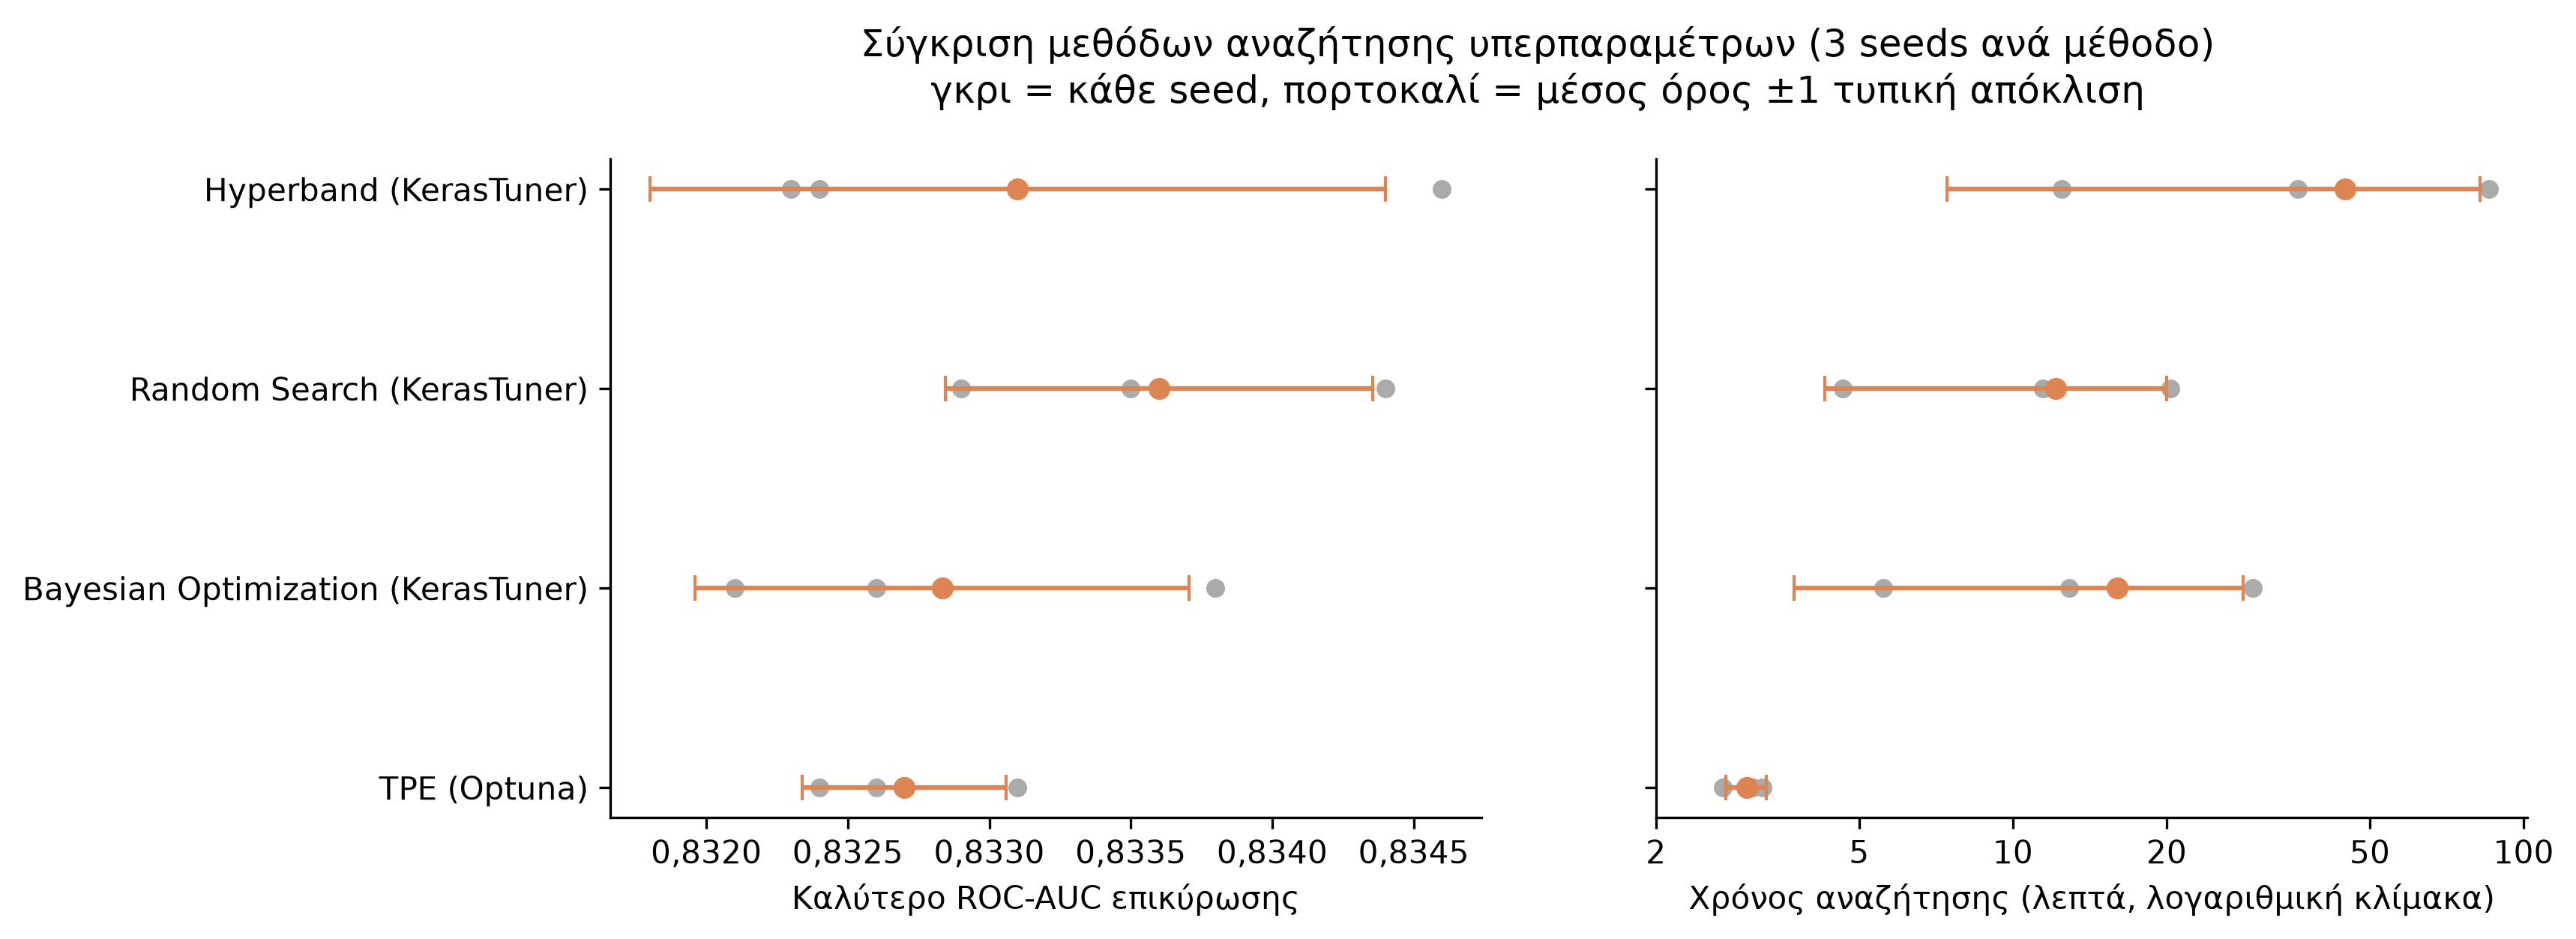 Σύγκριση μεθόδων αναζήτησης υπερπαραμέτρων (3 seeds ανά μέθοδο)
γκρι = κάθε seed, πορτοκαλί = μέσος όρος ±1 τυπική απόκλιση
Hyperband (KerasTuner)
Random Search (KerasTuner)
Bayesian Optimization (KerasTuner)
TPE (Optuna)
0,8320 0,8325 0,8330 0,8335 0,8340 0,8345
Καλύτερο ROC-AUC επικύρωσης
2 5 10 20 50 100
Χρόνος αναζήτησης (λεπτά, λογαριθμική κλίμακα)